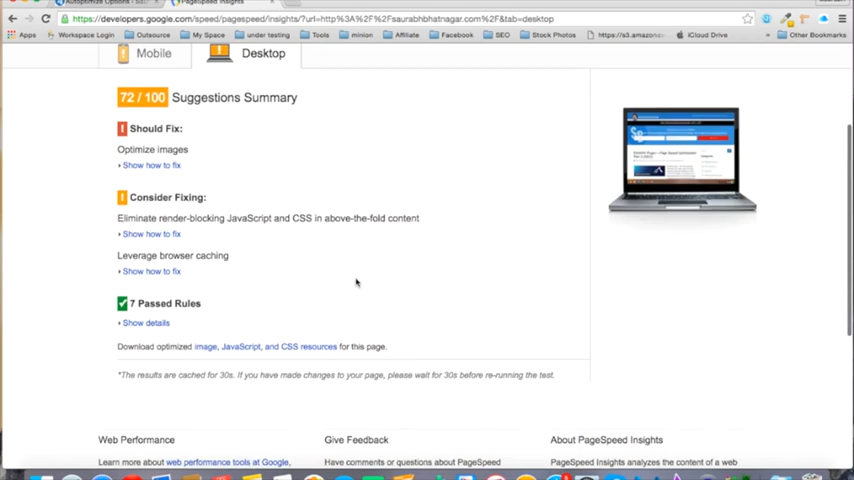 Autoptimize Options
PageSpeed Insights
https://developers.google.com/speed/pagespeed/insights/?url=http%3A%2F%2Fsaurabhbhatnagar.com%2F&tab=desktop
Apps Workspace Login Outsource My Space under testing Tools minion Affiliate Facebook SEO Stock Photos https://s3.amazonaw iCloud Drive » Other Bookmarks
Mobile Desktop
72 / 100 Suggestions Summary
Should Fix:
Optimize images
Show how to fix
Consider Fixing:
Eliminate render-blocking JavaScript and CSS in above-the-fold content
Show how to fix
Leverage browser caching
Show how to fix
7 Passed Rules
Show details
Download optimized image, JavaScript, and CSS resources for this page.
*The results are cached for 30s. If you have made changes to your page, please wait for 30s before re-running the test.
Web Performance Give Feedback About PageSpeed Insights
Learn more about web performance tools at Google, Have comments or questions about PageSpeed PageSpeed Insights analyzes the content of a web